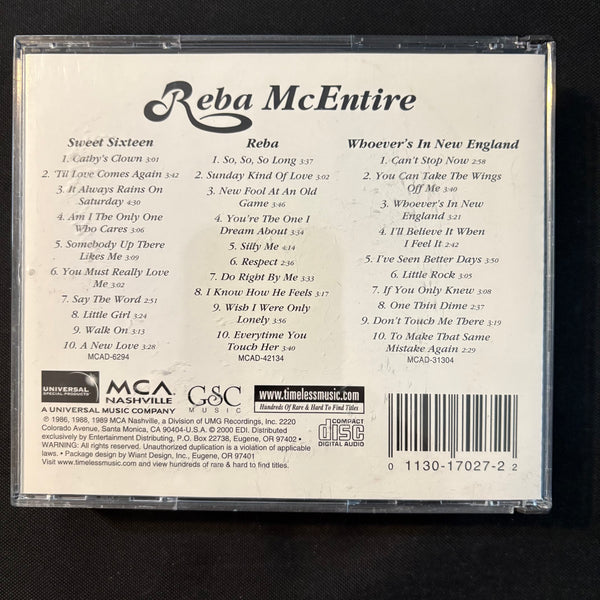 Reba McEntire
Sweet Sixteen
1. Cathy's Clown 3:01
2. 'Til Love Comes Again 3:42
3. It Always Rains On
Saturday 4:30
4. Am I The Only One
Who Cares 3:06
5. Somebody Up There
Likes Me 3:09
6. You Must Really Love
Me 3:02
7. Say The Word 2:51
8. Little Girl 3:24
9. Walk On 3:13
10. A New Love 3:28
MCAD-6294
Reba
1. So, So, So Long 3:37
2. Sunday Kind Of Love 3:02
3. New Fool At An Old
Game 3:46
4. You're The One I
Dream About 3:34
5. Silly Me 4:14
6. Respect 2:36
7. Do Right By Me 3:33
8. I Know How He Feels 3:17
9. Wish I Were Only
Lonely 3:56
10. Everytime You
Touch Her 3:40
MCAD-42134
Whoever's In New England
1. Can't Stop Now 2:58
2. You Can Take The Wings
Off Me 3:40
3. Whoever's In New
England 3:21
4. I'll Believe It When
I Feel It 2:42
5. I've Seen Better Days 3:50
6. Little Rock 3:05
7. If You Only Knew 3:08
8. One Thin Dime 2:54
9. Don't Touch Me There 3:19
10. To Make That Same
Mistake Again 2:29
MCAD-31304
UNIVERSAL
SPECIAL PRODUCTS
MCA
NASHVILLE
A UNIVERSAL MUSIC COMPANY
GSC
MUSIC
www.timelessmusic.com
Hundreds Of Rare & Hard To Find Titles
© 1986, 1988, 1989 MCA Nashville, a Division of UMG Recordings, Inc. 2220
Colorado Avenue, Santa Monica, CA 90404-U.S.A. © 2000 EDI. Distributed
exclusively by Entertainment Distributing, P.O. Box 22738, Eugene, OR 97402 •
WARNING: All rights reserved. Unauthorized duplication is a violation of applicable
laws. • Package design by Wiant Design, Inc., Eugene, OR 97401
Visit www.timelessmusic.com and view hundreds of rare & hard to find titles.
COMPACT
disc
DIGITAL AUDIO
0 1130-17027-2 2